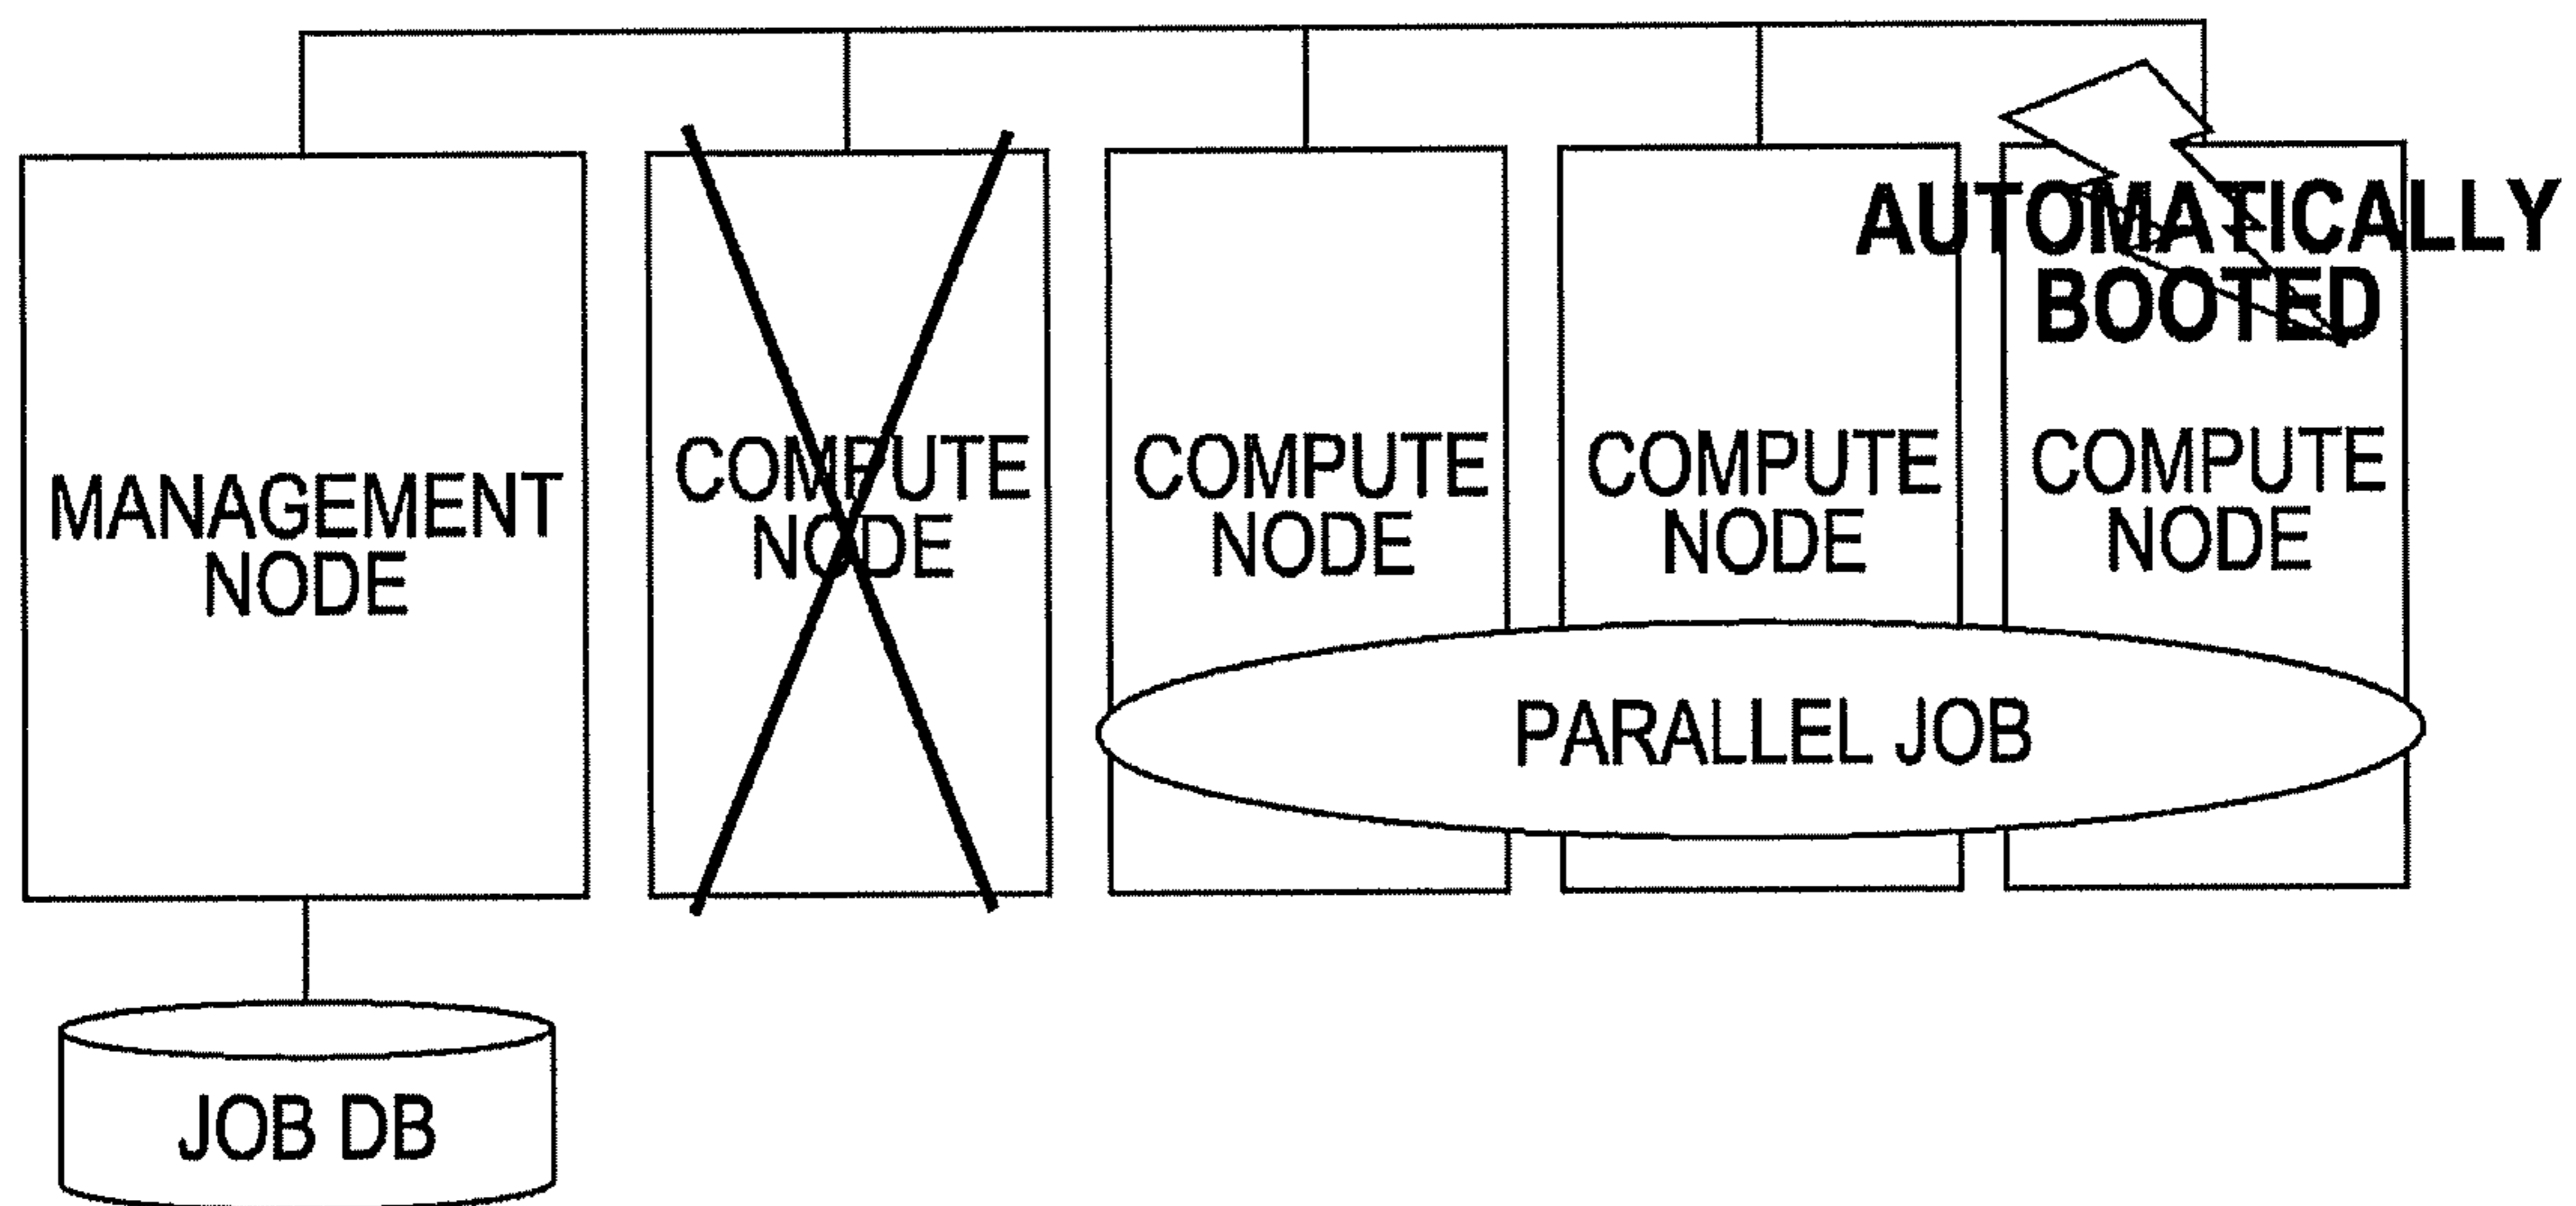 AUTOMATICALLY
BOOTED
MANAGEMENT
NODE
COMPUTE
NODE
COMPUTE
NODE
COMPUTE
NODE
COMPUTE
NODE
PARALLEL JOB
JOB DB